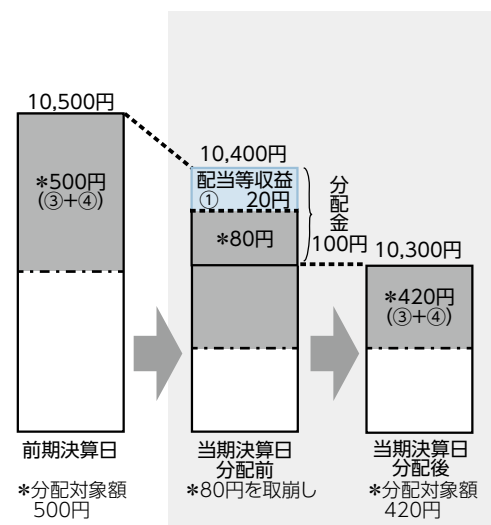 10,500円
*500円
(③+④)
前期決算日
*分配対象額
500円
10,400円
配当等収益
① 20円
*80円
分配金
100円
当期決算日
分配前
*80円を取崩し
10,300円
*420円
(③+④)
当期決算日
分配後
*分配対象額
420円